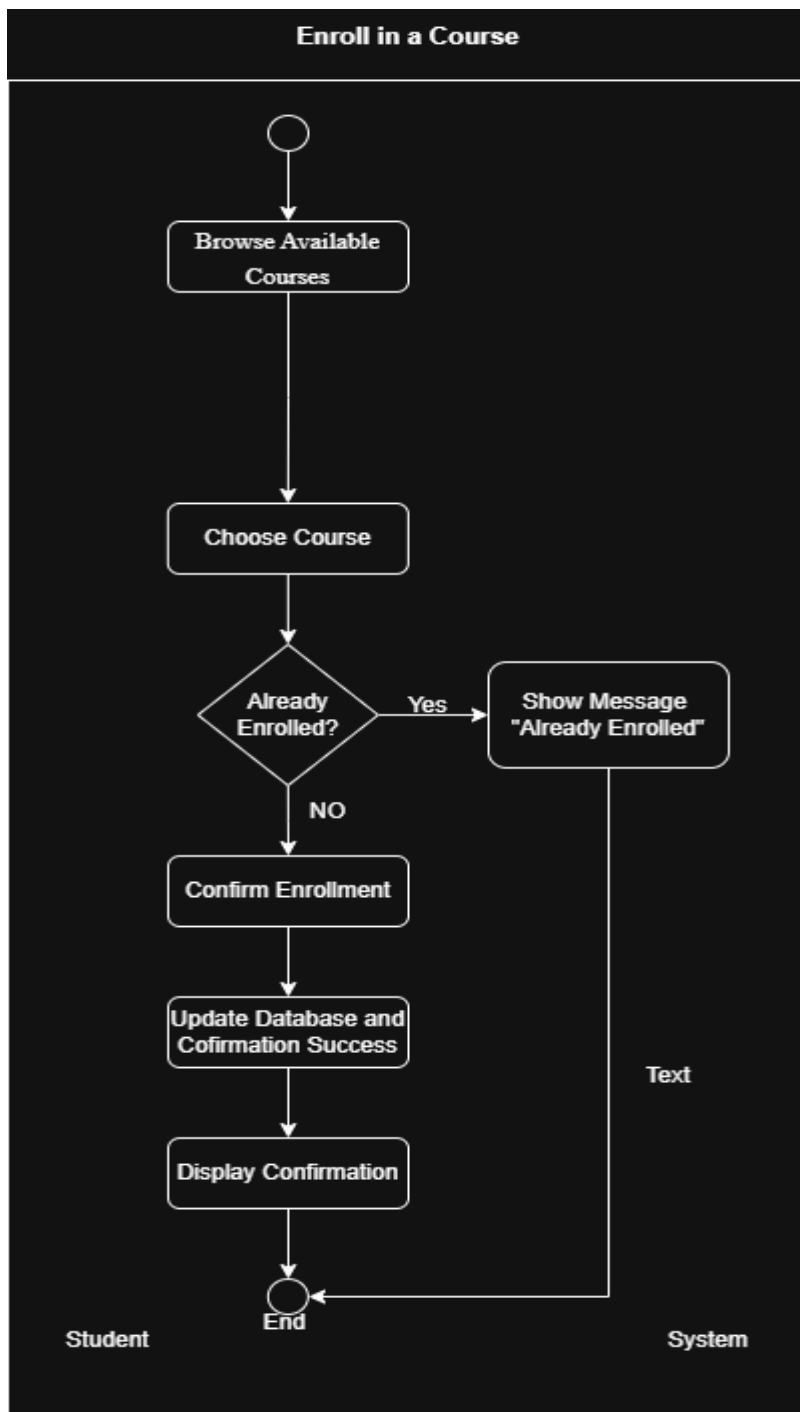 Enroll in a Course
Browse Available
Courses
Choose Course
Already
Enrolled?
Yes
Show Message
"Already Enrolled"
NO
Confirm Enrollment
Update Database and
Cofirmation Success
Text
Display Confirmation
End
Student
System